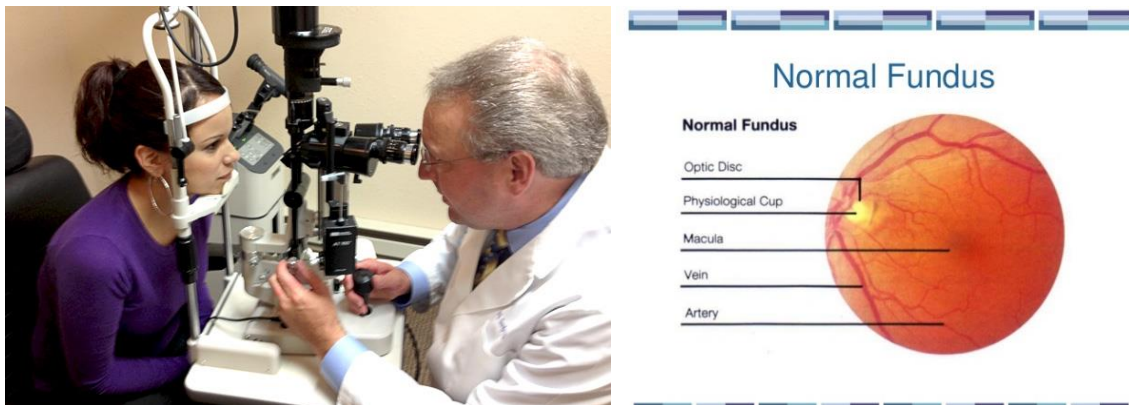 Normal Fundus
Normal Fundus
Optic Disc
Physiological Cup
Macula
Vein
Artery